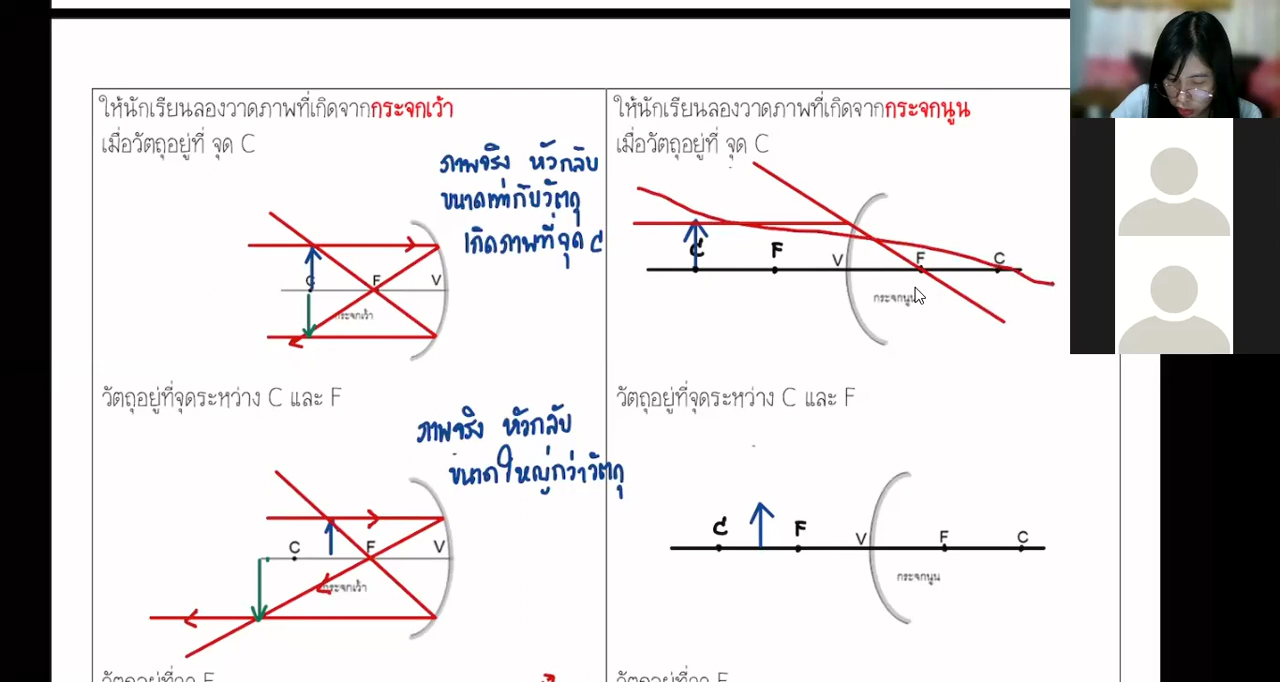 ให้นักเรียนลองวาดภาพที่เกิดจากกระจกเว้า
เมื่อวัตถุอยู่ที่ จุด C
ภาพจริง หัวกลับ
ขนาดเท่ากับวัตถุ
เกิดภาพที่จุด C
C F V
กระจกเว้า
วัตถุอยู่ที่จุดระหว่าง C และ F
ภาพจริง หัวกลับ
ขนาดใหญ่กว่าวัตถุ
C F V
กระจกเว้า
ให้นักเรียนลองวาดภาพที่เกิดจากกระจกนูน
เมื่อวัตถุอยู่ที่ จุด C
C F V F C
กระจกนูน
วัตถุอยู่ที่จุดระหว่าง C และ F
C F V F C
กระจกนูน